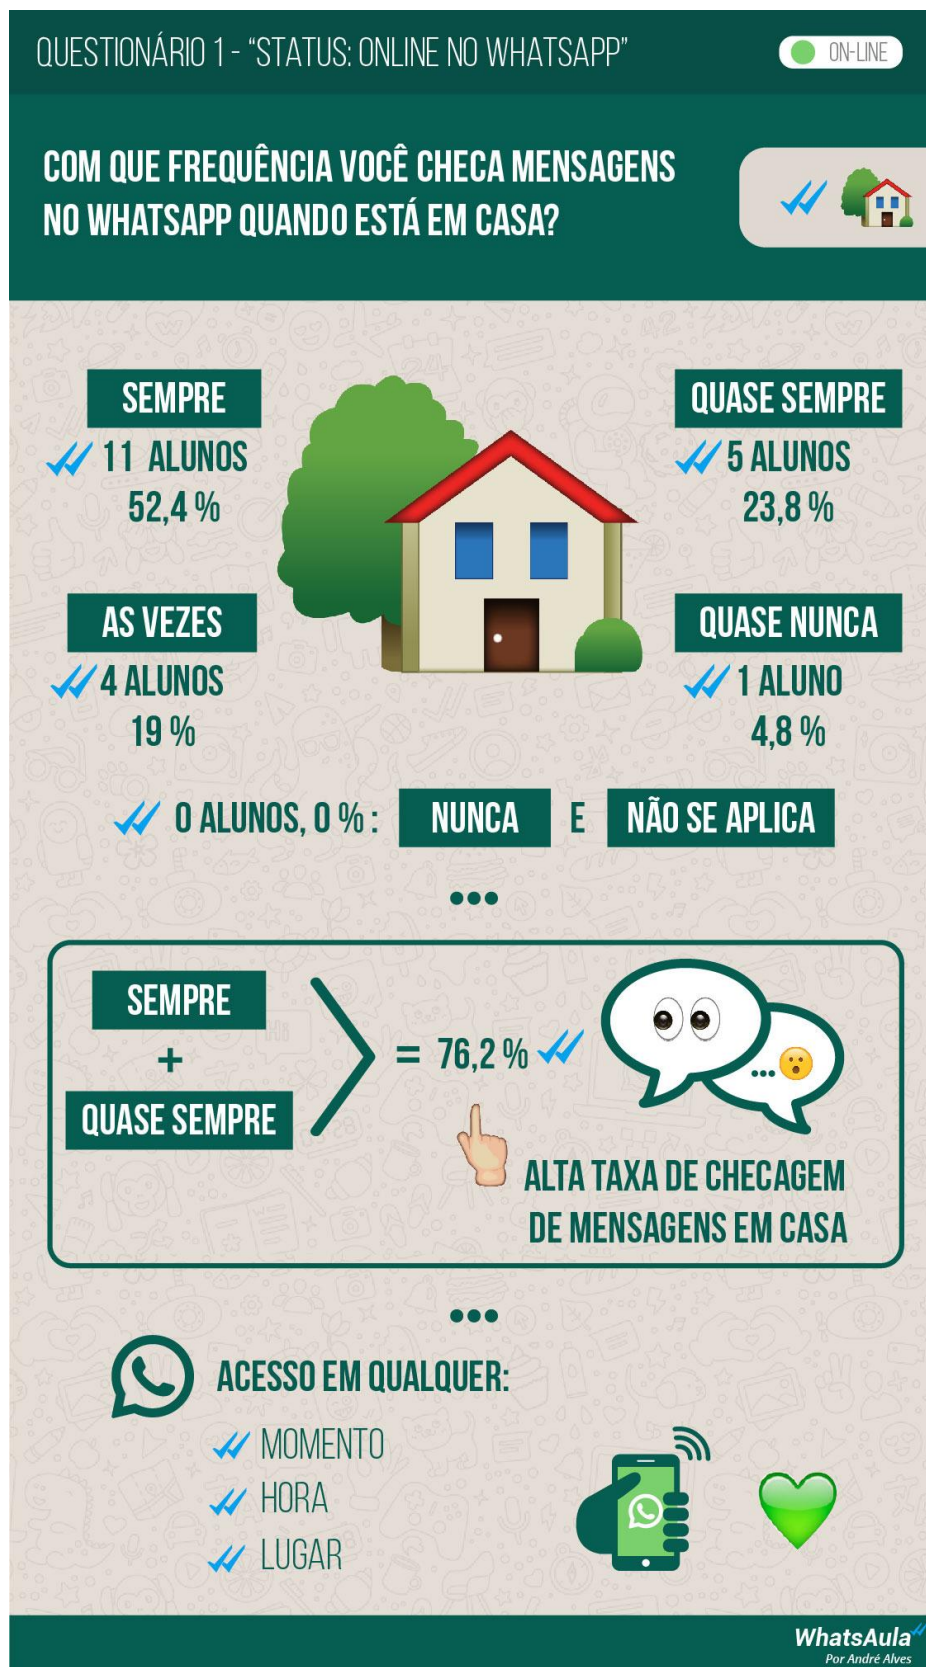 QUESTIONÁRIO 1 - “STATUS: ONLINE NO WHATSAPP”
ON-LINE
COM QUE FREQUÊNCIA VOCÊ CHECA MENSAGENS
NO WHATSAPP QUANDO ESTÁ EM CASA?
SEMPRE
11 ALUNOS
52,4 %
QUASE SEMPRE
5 ALUNOS
23,8 %
AS VEZES
4 ALUNOS
19 %
QUASE NUNCA
1 ALUNO
4,8 %
0 ALUNOS, 0 % : NUNCA E NÃO SE APLICA
SEMPRE
+
QUASE SEMPRE
= 76,2 %
ALTA TAXA DE CHECAGEM
DE MENSAGENS EM CASA
ACESSO EM QUALQUER:
MOMENTO
HORA
LUGAR
WhatsAula
Por André Alves